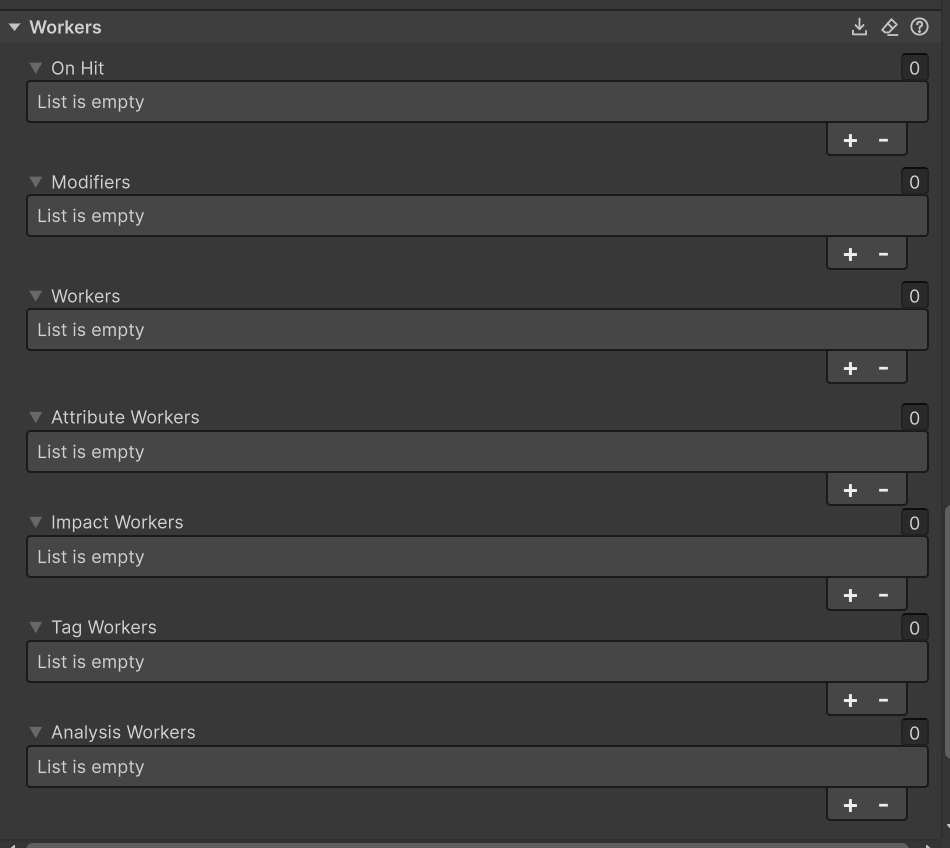 Workers
On Hit 0
List is empty
+ -
Modifiers 0
List is empty
+ -
Workers 0
List is empty
+ -
Attribute Workers 0
List is empty
+ -
Impact Workers 0
List is empty
+ -
Tag Workers 0
List is empty
+ -
Analysis Workers 0
List is empty
+ -